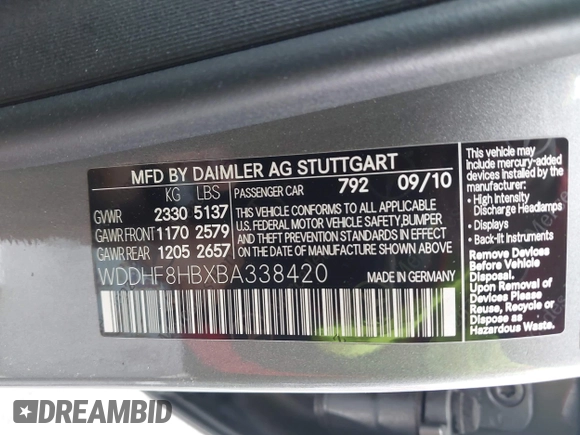 MFD BY DAIMLER AG STUTTGART
KG LBS PASSENGER CAR 792 09/10
GVWR 2330 5137
GAWR FRONT 1170 2579
GAWR REAR 1205 2657
THIS VEHICLE CONFORMS TO ALL APPLICABLE
U.S. FEDERAL MOTOR VEHICLE SAFETY, BUMPER
AND THEFT PREVENTION STANDARDS IN EFFECT
ON THE DATE OF MANUFACTURE SHOWN ABOVE
WDDHF8HBXBA338420
MADE IN GERMANY
This vehicle may
include mercury-added
devices installed by the
manufacturer:
• High Intensity
Discharge Headlamps
• Displays
• Back-lit Instruments
Remove Devices
Before Vehicle
Disposal.
Upon Removal of
Devices Please
Reuse, Recycle or
Dispose as
Hazardous Waste.
DREAMBID